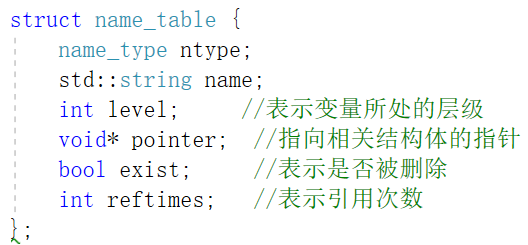 struct name_table {
name_type ntype;
std::string name;
int level; //表示变量所处的层级
void* pointer; //指向相关结构体的指针
bool exist; //表示是否被删除
int reftimes; //表示引用次数
};